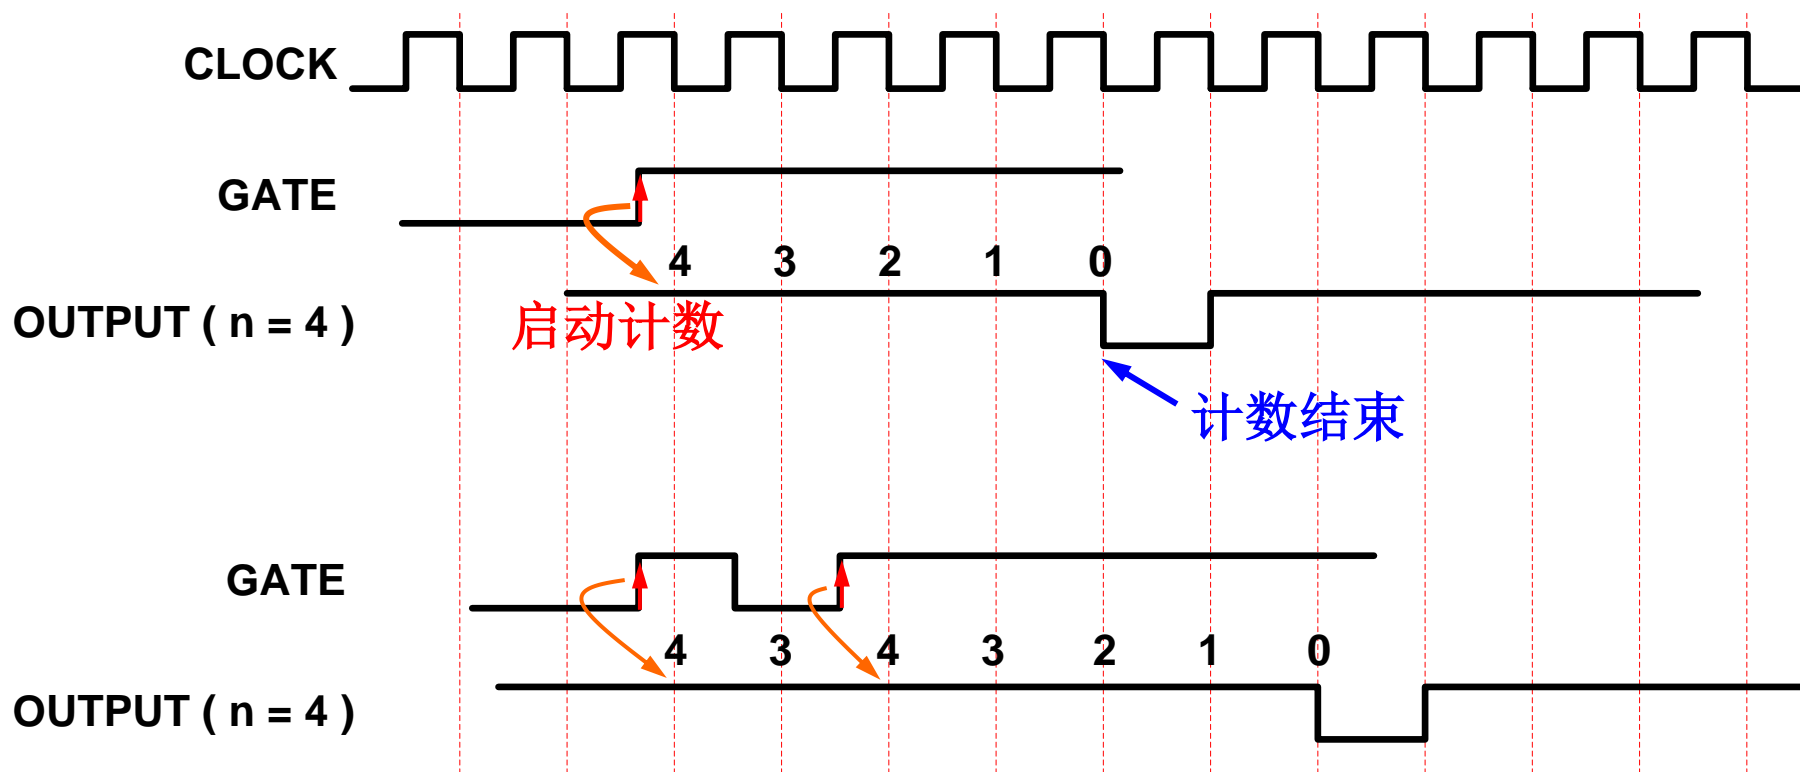 CLOCK
GATE
4 3 2 1 0
OUTPUT ( n = 4 )
启动计数
计数结束
GATE
4 3 4 3 2 1 0
OUTPUT ( n = 4 )